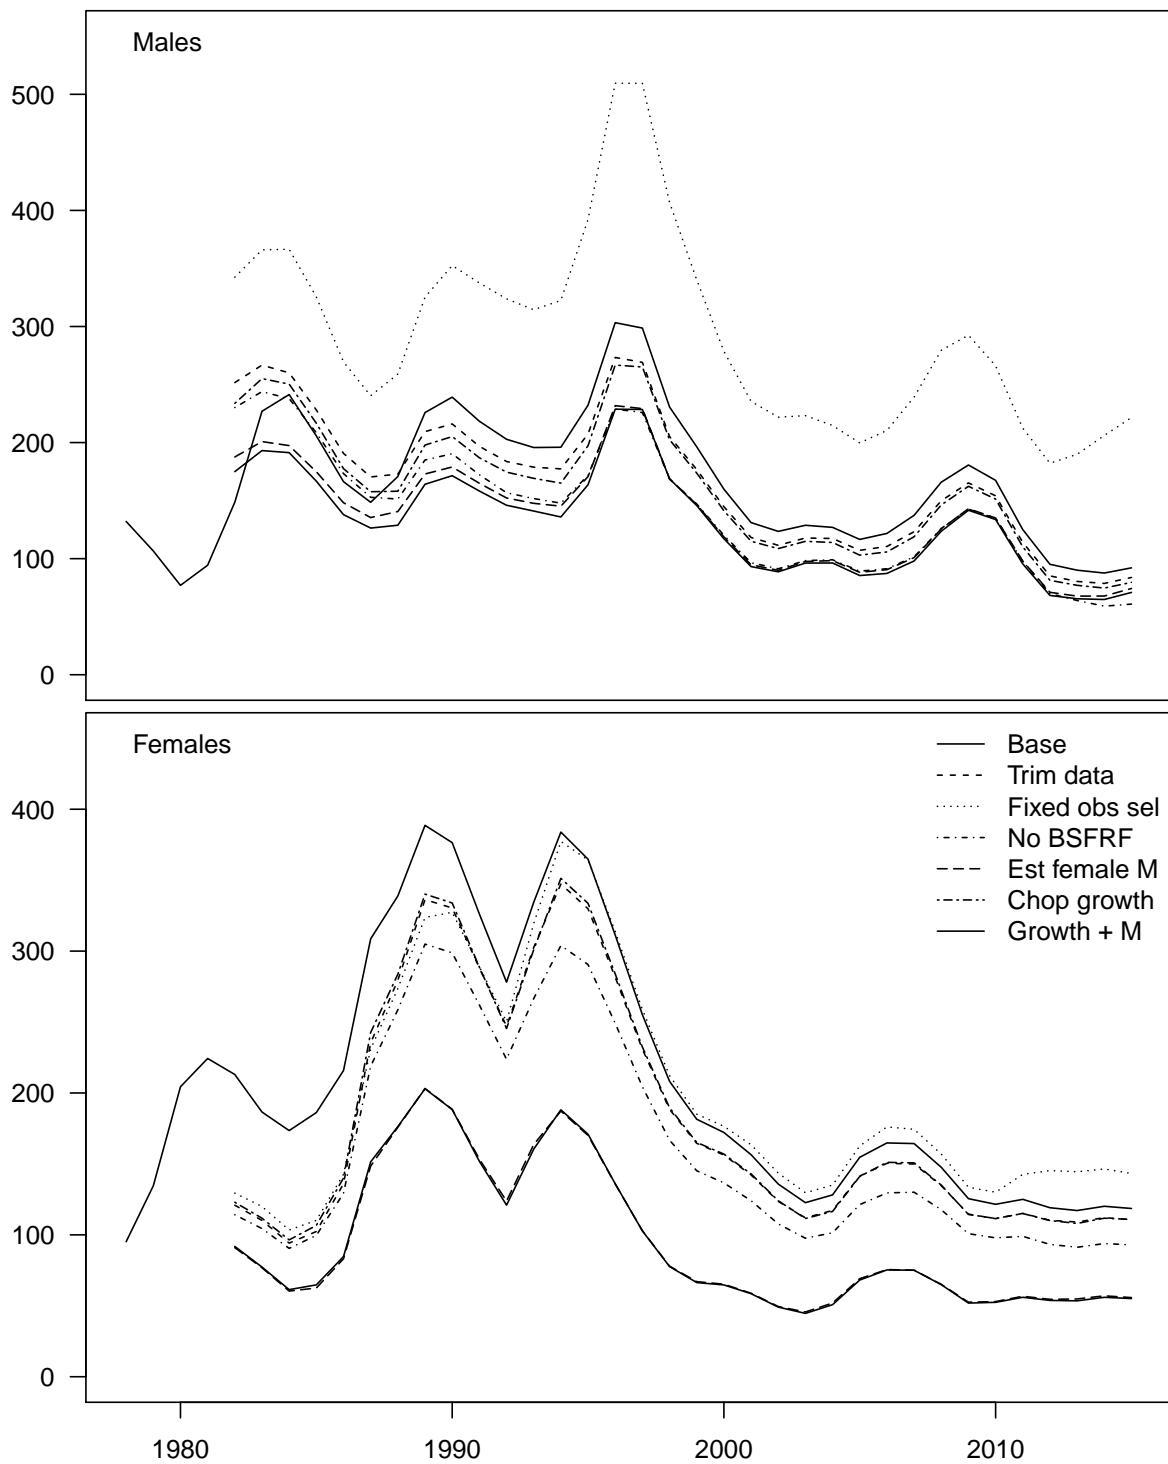 Males
500
400
300
200
100
0
Females
Base
Trim data
Fixed obs sel
No BSFRF
Est female M
Chop growth
Growth + M
400
300
200
100
0
1980 1990 2000 2010